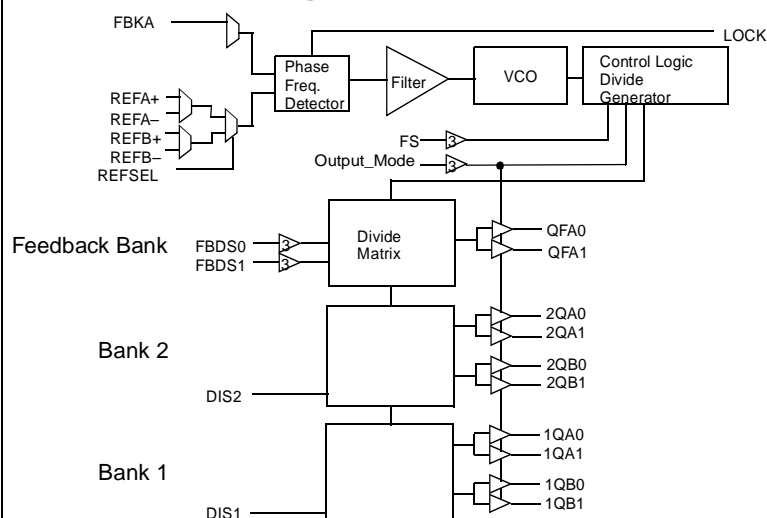 FBKA
LOCK
Phase
Freq.
Detector
Filter
VCO
Control Logic
Divide
Generator
REFA+
REFA–
REFB+
REFB–
REFSEL
FS
3
Output_Mode
3
Feedback Bank
FBDS0
3
FBDS1
3
Divide
Matrix
QFA0
QFA1
Bank 2
2QA0
2QA1
2QB0
2QB1
DIS2
Bank 1
1QA0
1QA1
1QB0
1QB1
DIS1